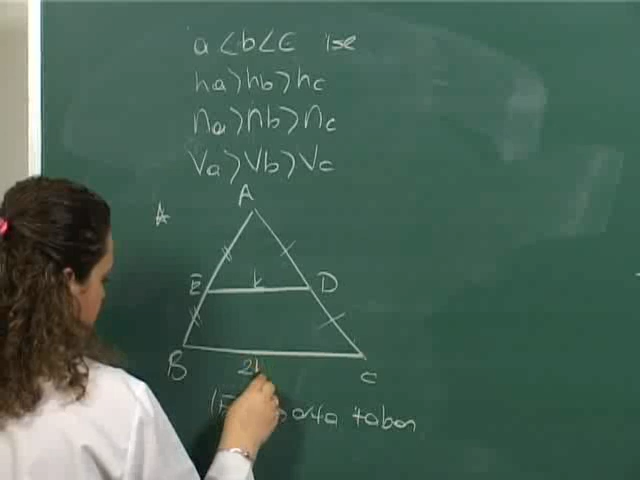 a < b < c ise
ha > hb > hc
na > nb > nc
Va > Vb > Vc
A
E k D
B C
2k
orta taban